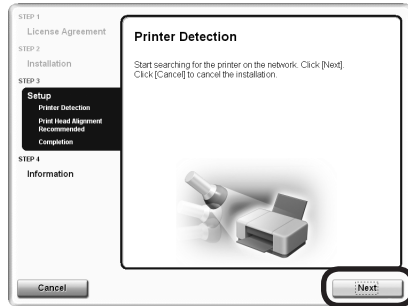 STEP 1
License Agreement
STEP 2
Installation
STEP 3
Setup
Printer Detection
Print Head Alignment
Recommended
Completion
STEP 4
Information
Printer Detection
Start searching for the printer on the network. Click [Next].
Click [Cancel] to cancel the installation.
Cancel
Next